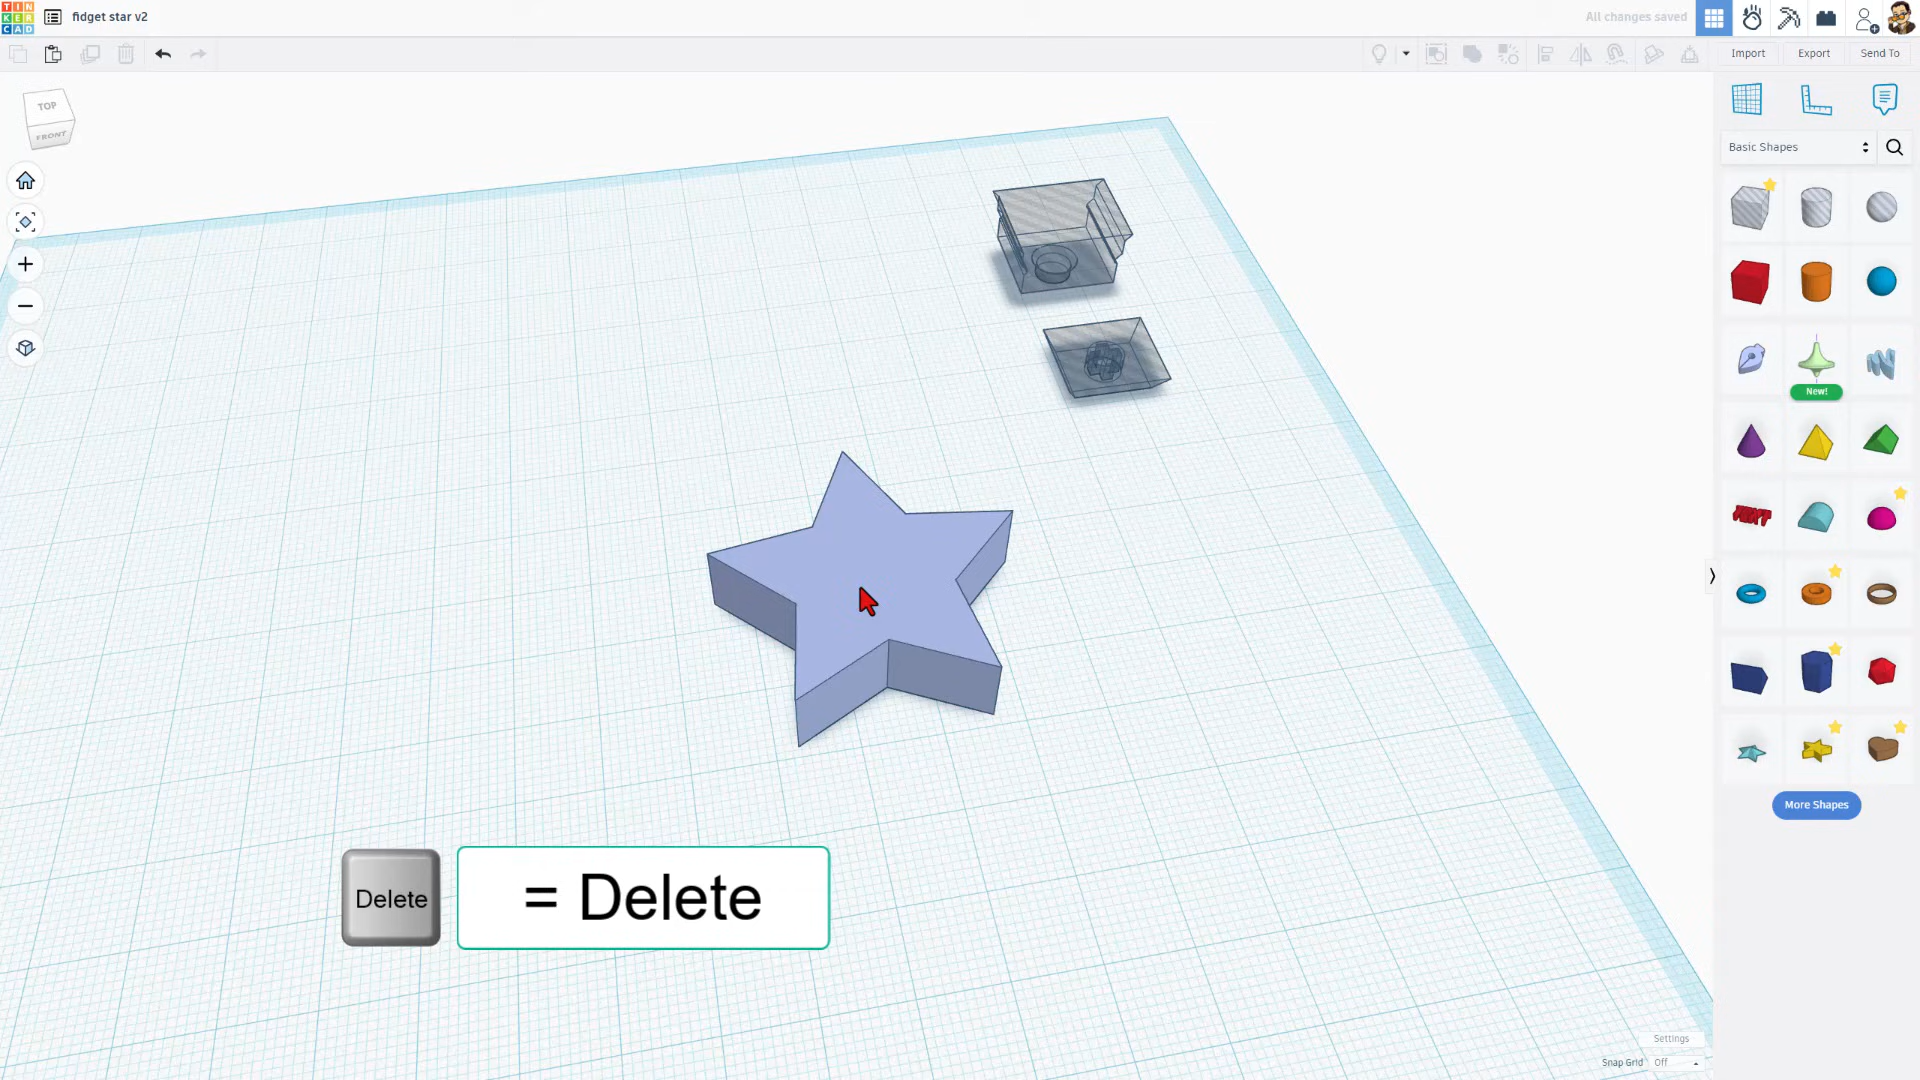 TIN
KER
CAD
fidget star v2
All changes saved
Import
Export
Send To
TOP
FRONT
Basic Shapes
New!
More Shapes
Delete
= Delete
Settings
Snap Grid
Off